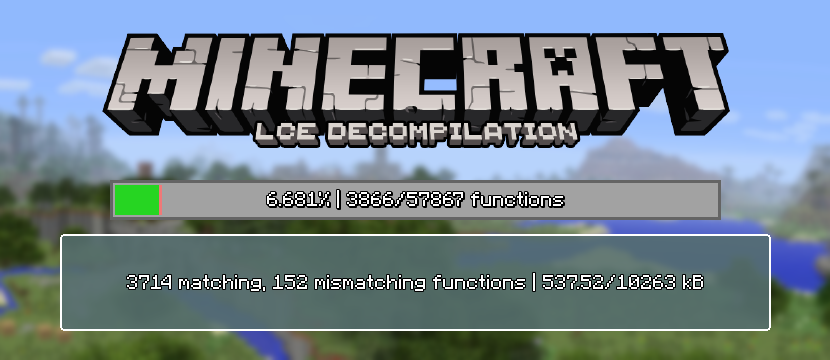 MINECRAFT
LCE DECOMPILATION
6.681% | 3866/57867 functions
3714 matching, 152 mismatching functions | 537.52/10263 kB